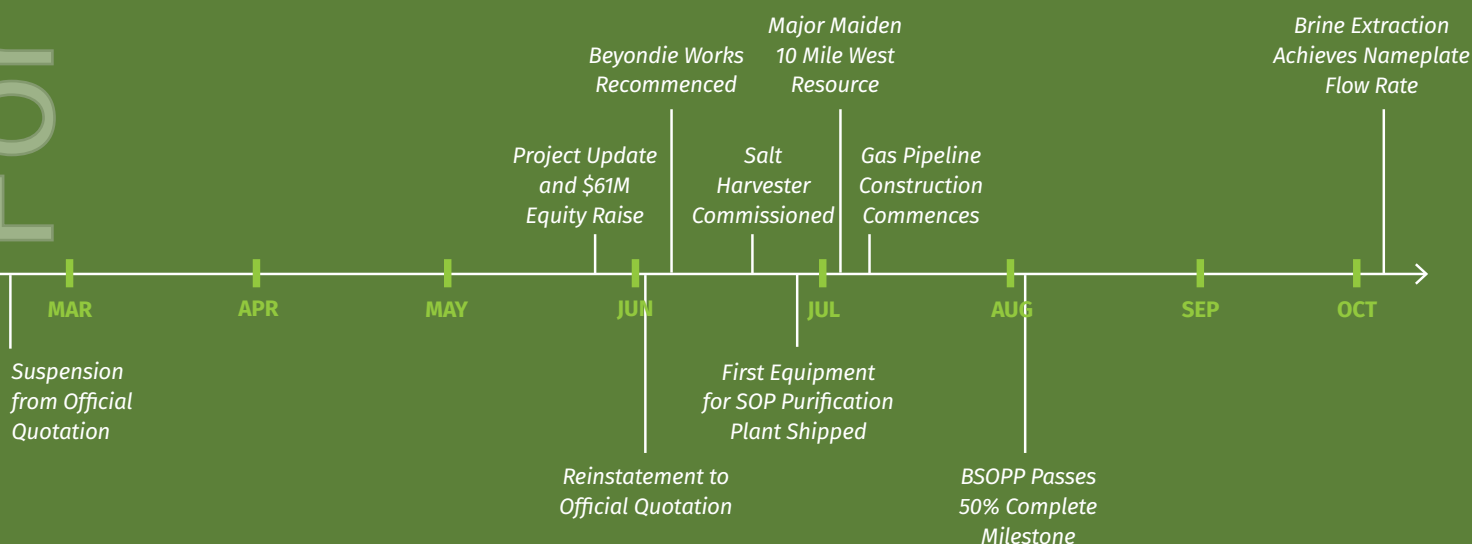 Major Maiden
10 Mile West
Resource
Brine Extraction
Achieves Nameplate
Flow Rate
Beyondie Works
Recommenced
Project Update
and $61M
Equity Raise
Salt
Harvester
Commissioned
Gas Pipeline
Construction
Commences
MAR
APR
MAY
JUN
JUL
AUG
SEP
OCT
Suspension
from Official
Quotation
First Equipment
for SOP Purification
Plant Shipped
Reinstatement to
Official Quotation
BSOPP Passes
50% Complete
Milestone